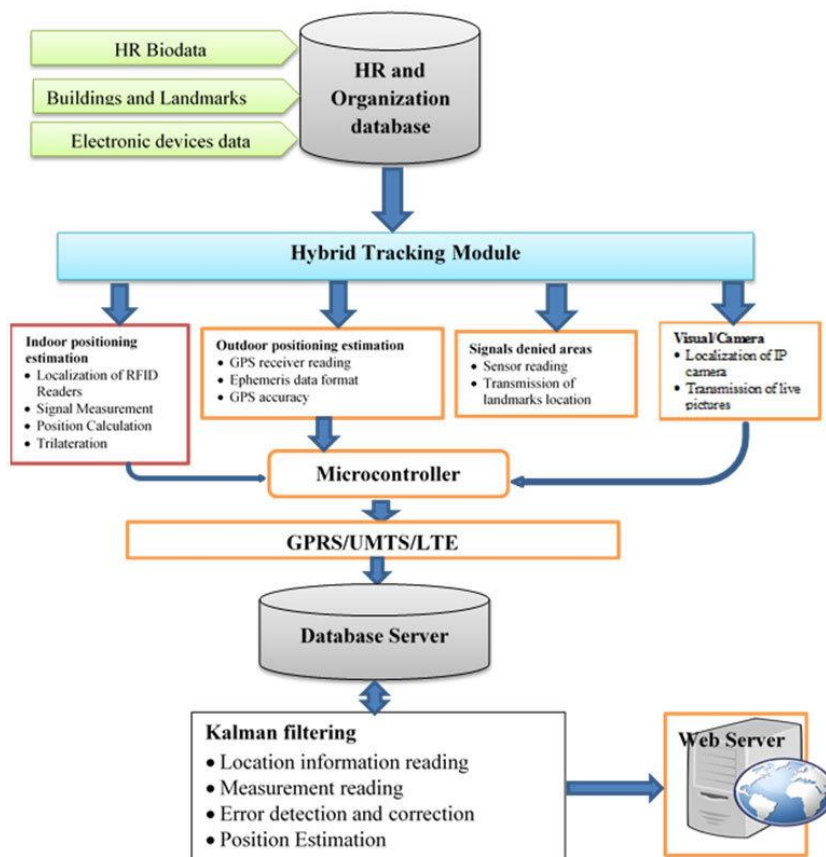 HR Biodata
Buildings and Landmarks
Electronic devices data
HR and
Organization
database
Hybrid Tracking Module
Indoor positioning
estimation
• Localization of RFID
Readers
• Signal Measurement
• Position Calculation
• Trilateration
Outdoor positioning estimation
• GPS receiver reading
• Ephemeris data format
• GPS accuracy
Signals denied areas
• Sensor reading
• Transmission of
landmarks location
Visual/Camera
• Localization of IP
camera
• Transmission of live
pictures
Microcontroller
GPRS/UMTS/LTE
Database Server
Kalman filtering
• Location information reading
• Measurement reading
• Error detection and correction
• Position Estimation
Web Server